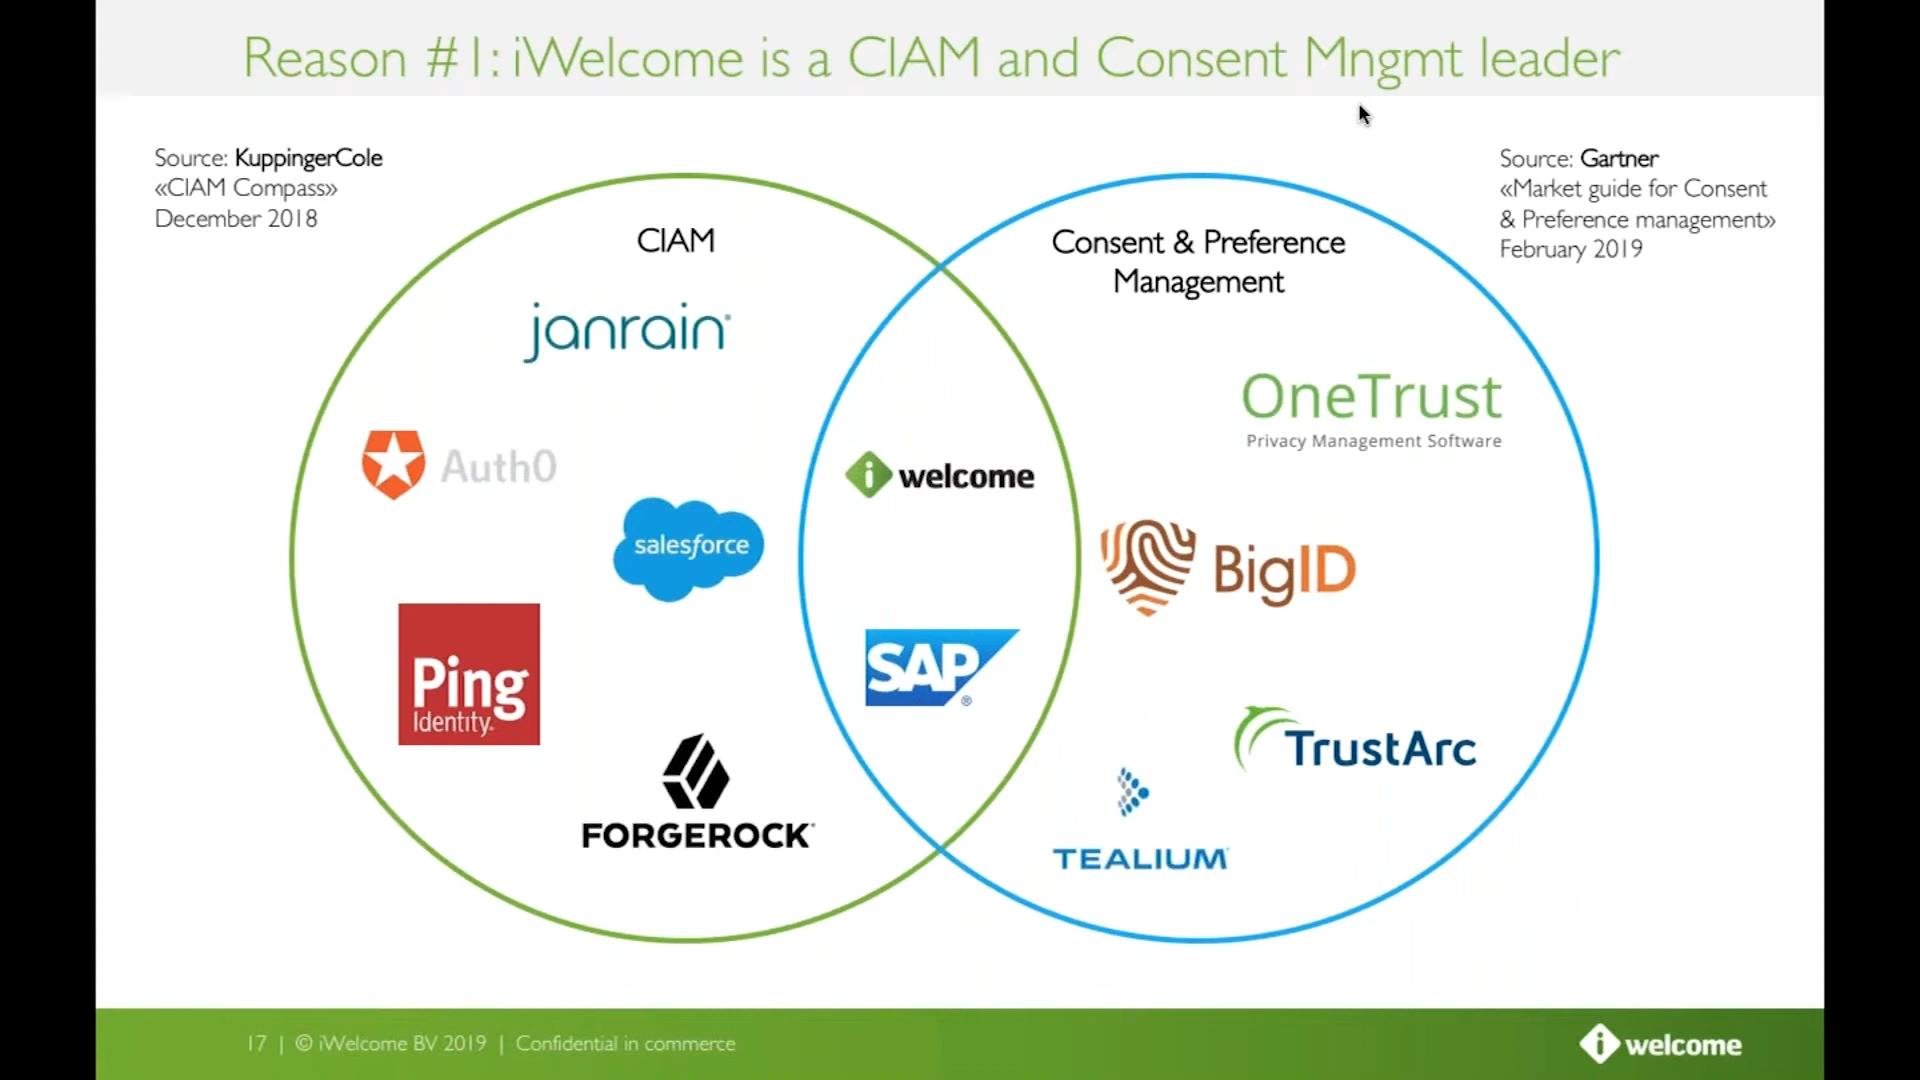 Reason #1: iWelcome is a CIAM and Consent Mngmt leader
Source: KuppingerCole
«CIAM Compass»
December 2018
Source: Gartner
«Market guide for Consent
& Preference management»
February 2019
CIAM
janrain®
Auth0
salesforce
Ping
Identity®
FORGEROCK®
i welcome
SAP
®
Consent & Preference
Management
OneTrust
Privacy Management Software
BigID
TrustArc
TEALIUM
17 | © iWelcome BV 2019 | Confidential in commerce
i welcome